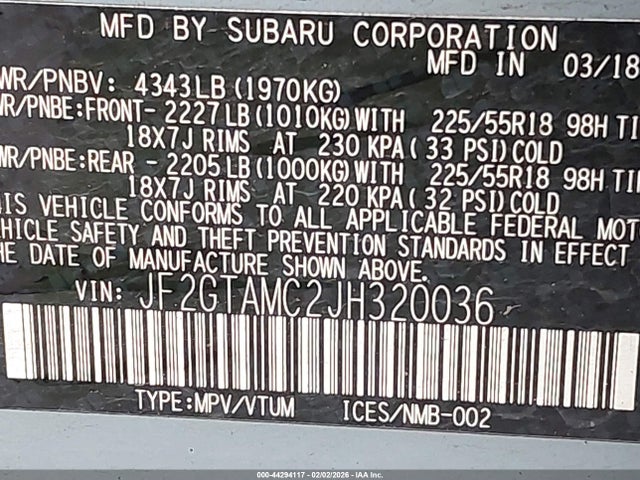 MFD BY SUBARU CORPORATION
MFD IN 03/18
WR/PNBV: 4343LB (1970KG)
WR/PNBE:FRONT- 2227 LB (1010KG) WITH 225/55R18 98H TI
18X7J RIMS AT 230 KPA ( 33 PSI) COLD
WR/PNBE:REAR - 2205 LB (1000KG) WITH 225/55R18 98H TI
18X7J RIMS AT 220 KPA ( 32 PSI) COLD
IS VEHICLE CONFORMS TO ALL APPLICABLE FEDERAL MOT
EHICLE SAFETY AND THEFT PREVENTION STANDARDS IN EFFECT
THE DATE OF MANUFACTURE SHOWN ABOVE.
VIN: JF2GTAMC2JH320036
TYPE:MPV/VTUM ICES/NMB-002
000-44294117 - 02/02/2026 - IAA Inc.